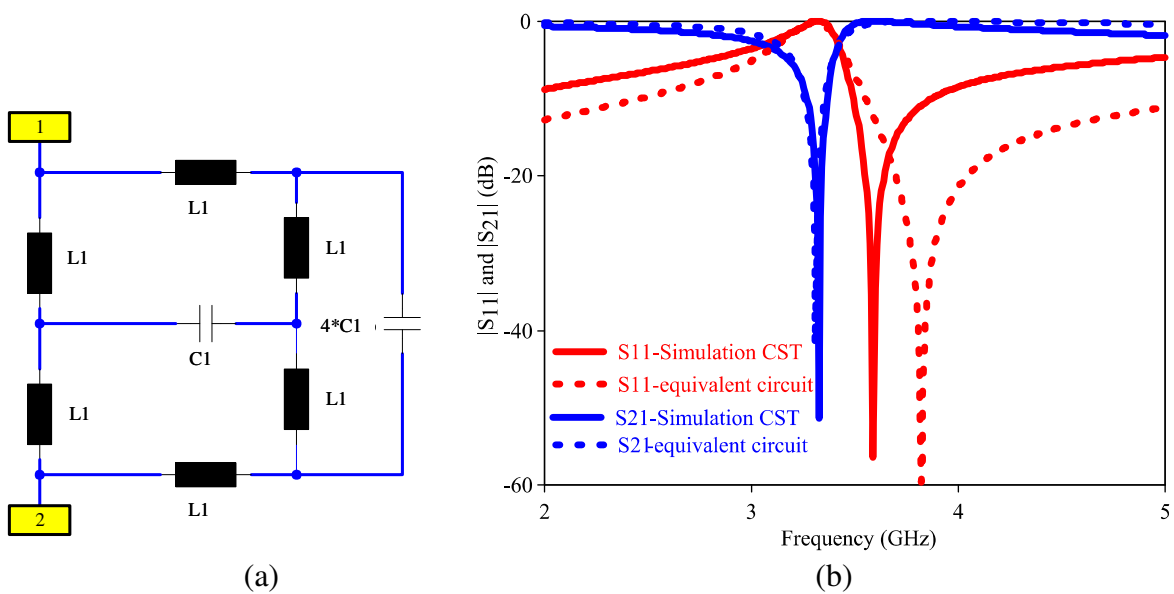 1
L1
L1
L1
C1
4*C1
L1
L1
L1
2
(a)
|S11| and |S21| (dB)
0
-20
-40
-60
S11-Simulation CST
S11-equivalent circuit
S21-Simulation CST
S21-equivalent circuit
2
3
4
5
Frequency (GHz)
(b)